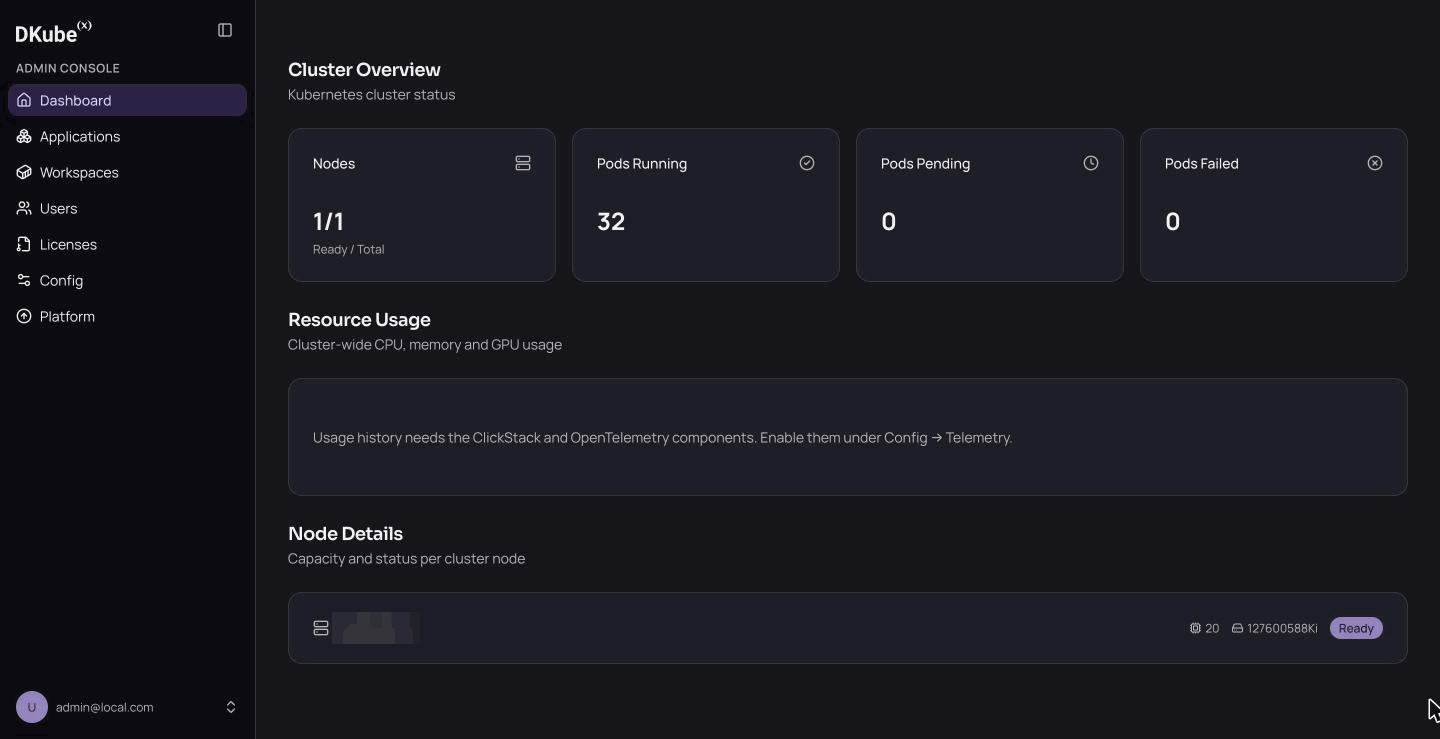 DKube(x)
ADMIN CONSOLE
Dashboard
Applications
Workspaces
Users
Licenses
Config
Platform
U
admin@local.com
Cluster Overview
Kubernetes cluster status
Nodes
1/1
Ready / Total
Pods Running
32
Pods Pending
0
Pods Failed
0
Resource Usage
Cluster-wide CPU, memory and GPU usage
Usage history needs the ClickStack and OpenTelemetry components. Enable them under Config → Telemetry.
Node Details
Capacity and status per cluster node
20 127600588Ki Ready